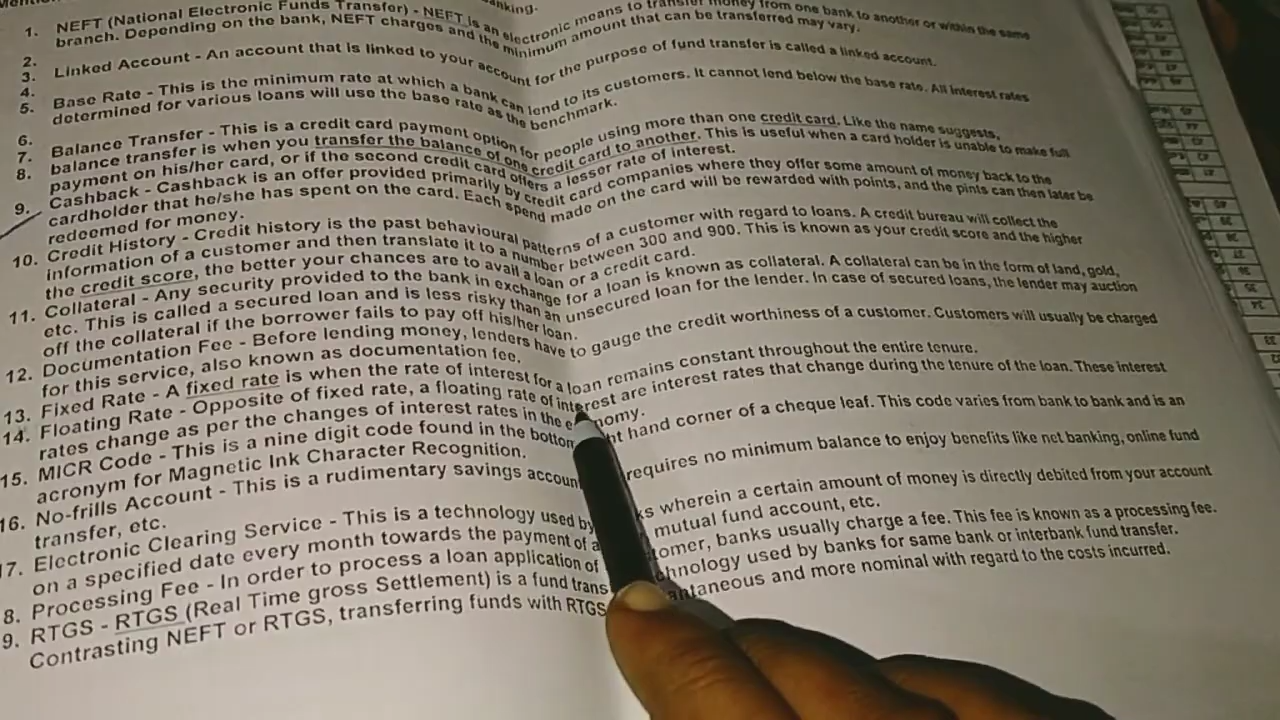 anking.
1. NEFT (National Electronic Funds Transfer) - NEFT is an electronic means to transfer money from one bank to another or within the same
branch. Depending on the bank, NEFT charges and the minimum amount that can be transferred may vary.
2.
3. Linked Account - An account that is linked to your account for the purpose of fund transfer is called a linked account.
4.
5. Base Rate - This is the minimum rate at which a bank can lend to its customers. It cannot lend below the base rate. All interest rates
determined for various loans will use the base rate as the benchmark.
6.
7. Balance Transfer - This is a credit card payment option for people using more than one credit card. Like the name suggests,
8. balance transfer is when you transfer the balance of one credit card to another. This is useful when a card holder is unable to make full
payment on his/her card, or if the second credit card offers a lesser rate of interest.
9. Cashback - Cashback is an offer provided primarily by credit card companies where they offer some amount of money back to the
cardholder that he/she has spent on the card. Each spend made on the card will be rewarded with points, and the pints can then later be
redeemed for money.
10. Credit History - Credit history is the past behavioural patterns of a customer with regard to loans. A credit bureau will collect the
information of a customer and then translate it to a number between 300 and 900. This is known as your credit score and the higher
the credit score, the better your chances are to avail a loan or a credit card.
11. Collateral - Any security provided to the bank in exchange for a loan is known as collateral. A collateral can be in the form of land, gold,
etc. This is called a secured loan and is less risky than an unsecured loan for the lender. In case of secured loans, the lender may auction
off the collateral if the borrower fails to pay off his/her loan.
12. Documentation Fee - Before lending money, lenders have to gauge the credit worthiness of a customer. Customers will usually be charged
for this service, also known as documentation fee.
13. Fixed Rate - A fixed rate is when the rate of interest for a loan remains constant throughout the entire tenure.
14. Floating Rate - Opposite of fixed rate, a floating rate of interest are interest rates that change during the tenure of the loan. These interest
rates change as per the changes of interest rates in the e nomy.
15. MICR Code - This is a nine digit code found in the bottom ht hand corner of a cheque leaf. This code varies from bank to bank and is an
acronym for Magnetic Ink Character Recognition.
16. No-frills Account - This is a rudimentary savings accoun requires no minimum balance to enjoy benefits like net banking, online fund
transfer, etc.
17. Electronic Clearing Service - This is a technology used by ks wherein a certain amount of money is directly debited from your account
on a specified date every month towards the payment of a mutual fund account, etc.
8. Processing Fee - In order to process a loan application of tomer, banks usually charge a fee. This fee is known as a processing fee.
9. RTGS - RTGS (Real Time gross Settlement) is a fund trans chnology used by banks for same bank or interbank fund transfer.
Contrasting NEFT or RTGS, transferring funds with RTGS antaneous and more nominal with regard to the costs incurred.